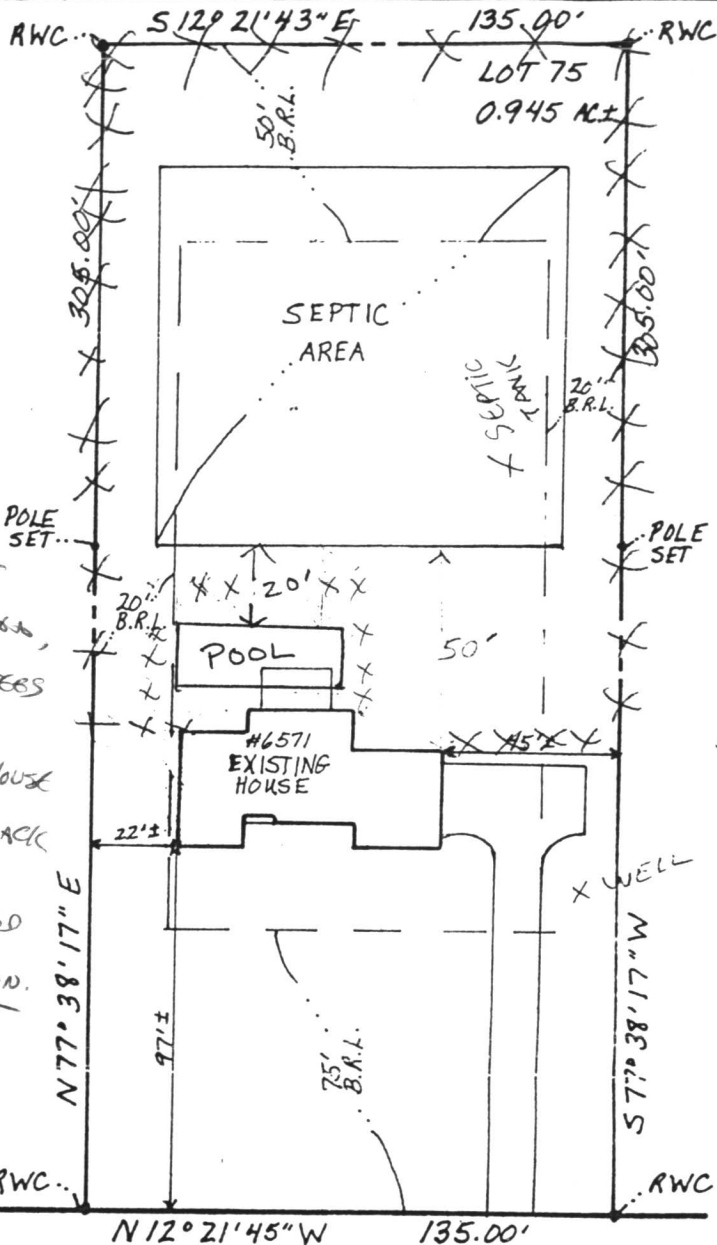 RWC
S 12° 21' 43" E
135.00'
RWC
LOT 75
0.945 AC±
50'
B.R.L.
305.00'
305.00'
SEPTIC
AREA
SEPTIC
TANK
20'
B.R.L.
POLE
SET
POLE
SET
20'
B.R.L.
20'
POOL
50'
#6571
EXISTING
HOUSE
45'±
HOUSE
22'±
WELL
N 77° 38' 17" E
S 77° 38' 17" W
97'±
75'
B.R.L.
RWC
RWC
N 12° 21' 45" W
135.00'